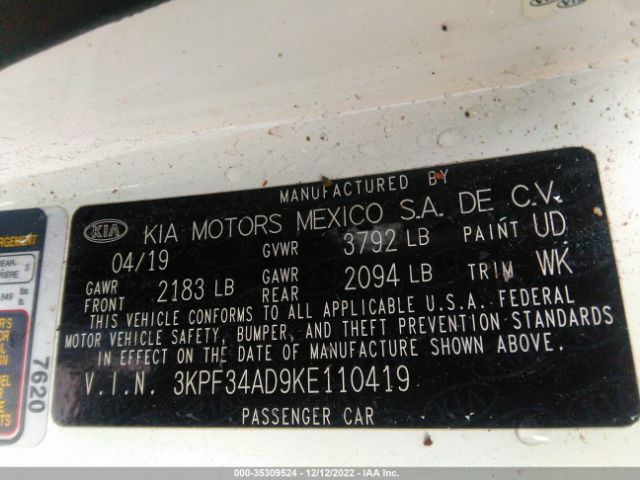 MANUFACTURED BY
KIA KIA MOTORS MEXICO S.A. DE C.V.
04/19 GVWR 3792 LB PAINT UD
GAWR FRONT 2183 LB GAWR REAR 2094 LB TRIM WK
THIS VEHICLE CONFORMS TO ALL APPLICABLE U.S.A. FEDERAL
MOTOR VEHICLE SAFETY, BUMPER, AND THEFT PREVENTION STANDARDS
IN EFFECT ON THE DATE OF MANUFACTURE SHOWN ABOVE.
V.I.N. 3KPF34AD9KE110419
PASSENGER CAR
7620
000-35309524 - 12/12/2022 - IAA Inc.